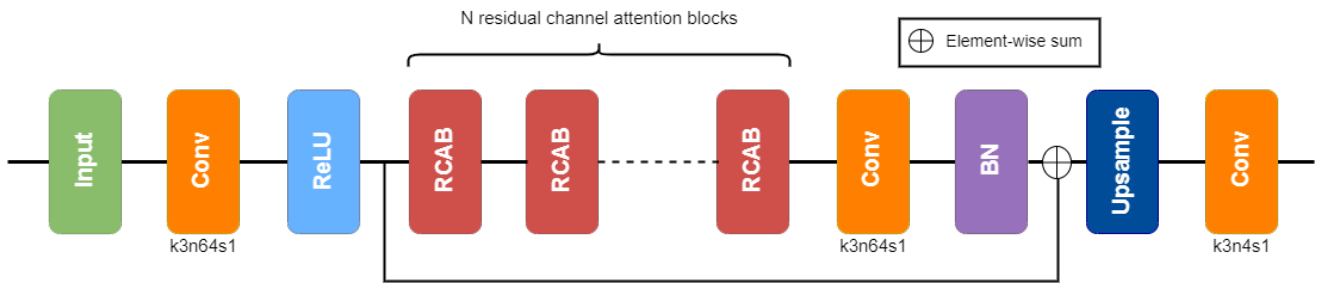 N residual channel attention blocks
Element-wise sum
Input
Conv
ReLU
RCAB
RCAB
RCAB
Conv
BN
Upsample
Conv
k3n64s1
k3n64s1
k3n4s1